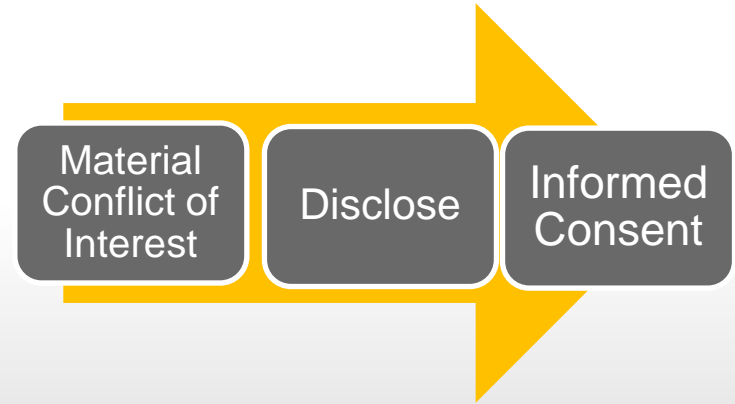 Material
Conflict of
Interest
Disclose
Informed
Consent